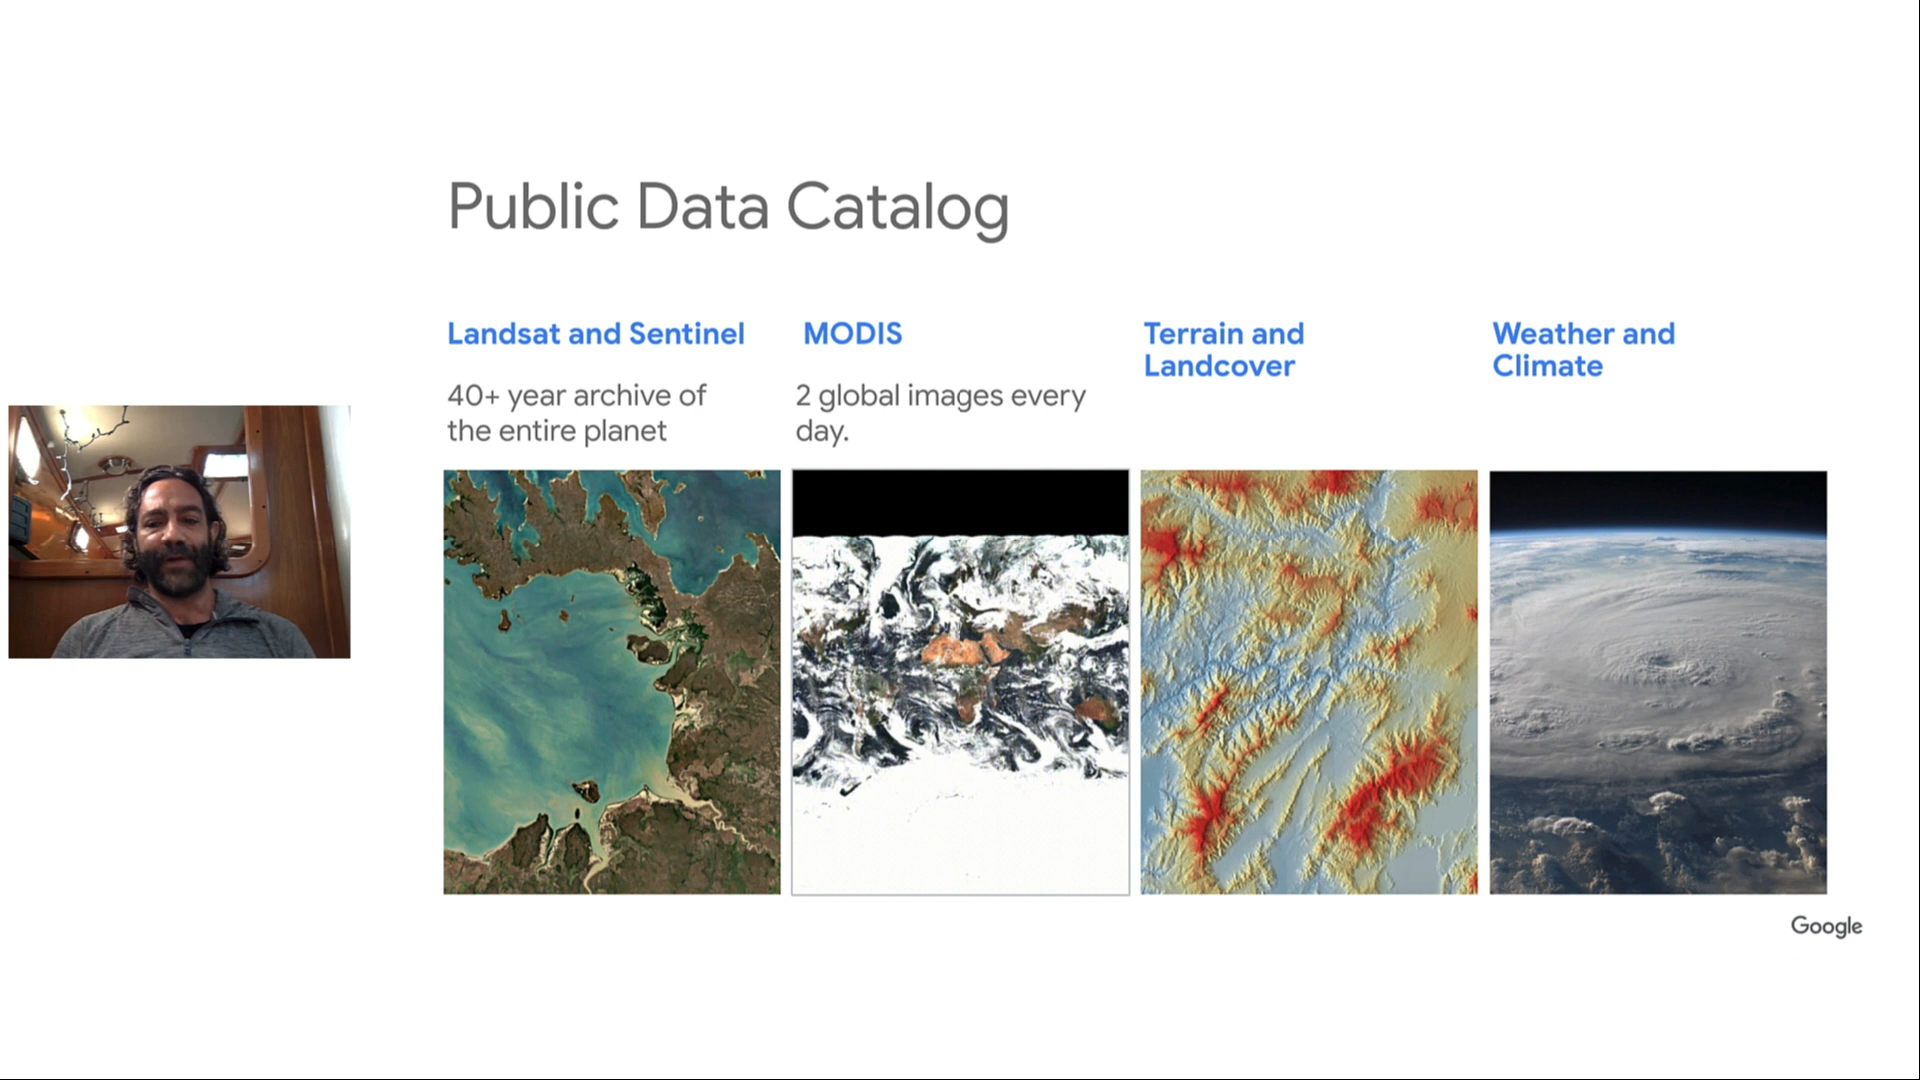 Public Data Catalog
Landsat and Sentinel
40+ year archive of
the entire planet
MODIS
2 global images every
day.
Terrain and
Landcover
Weather and
Climate
Google